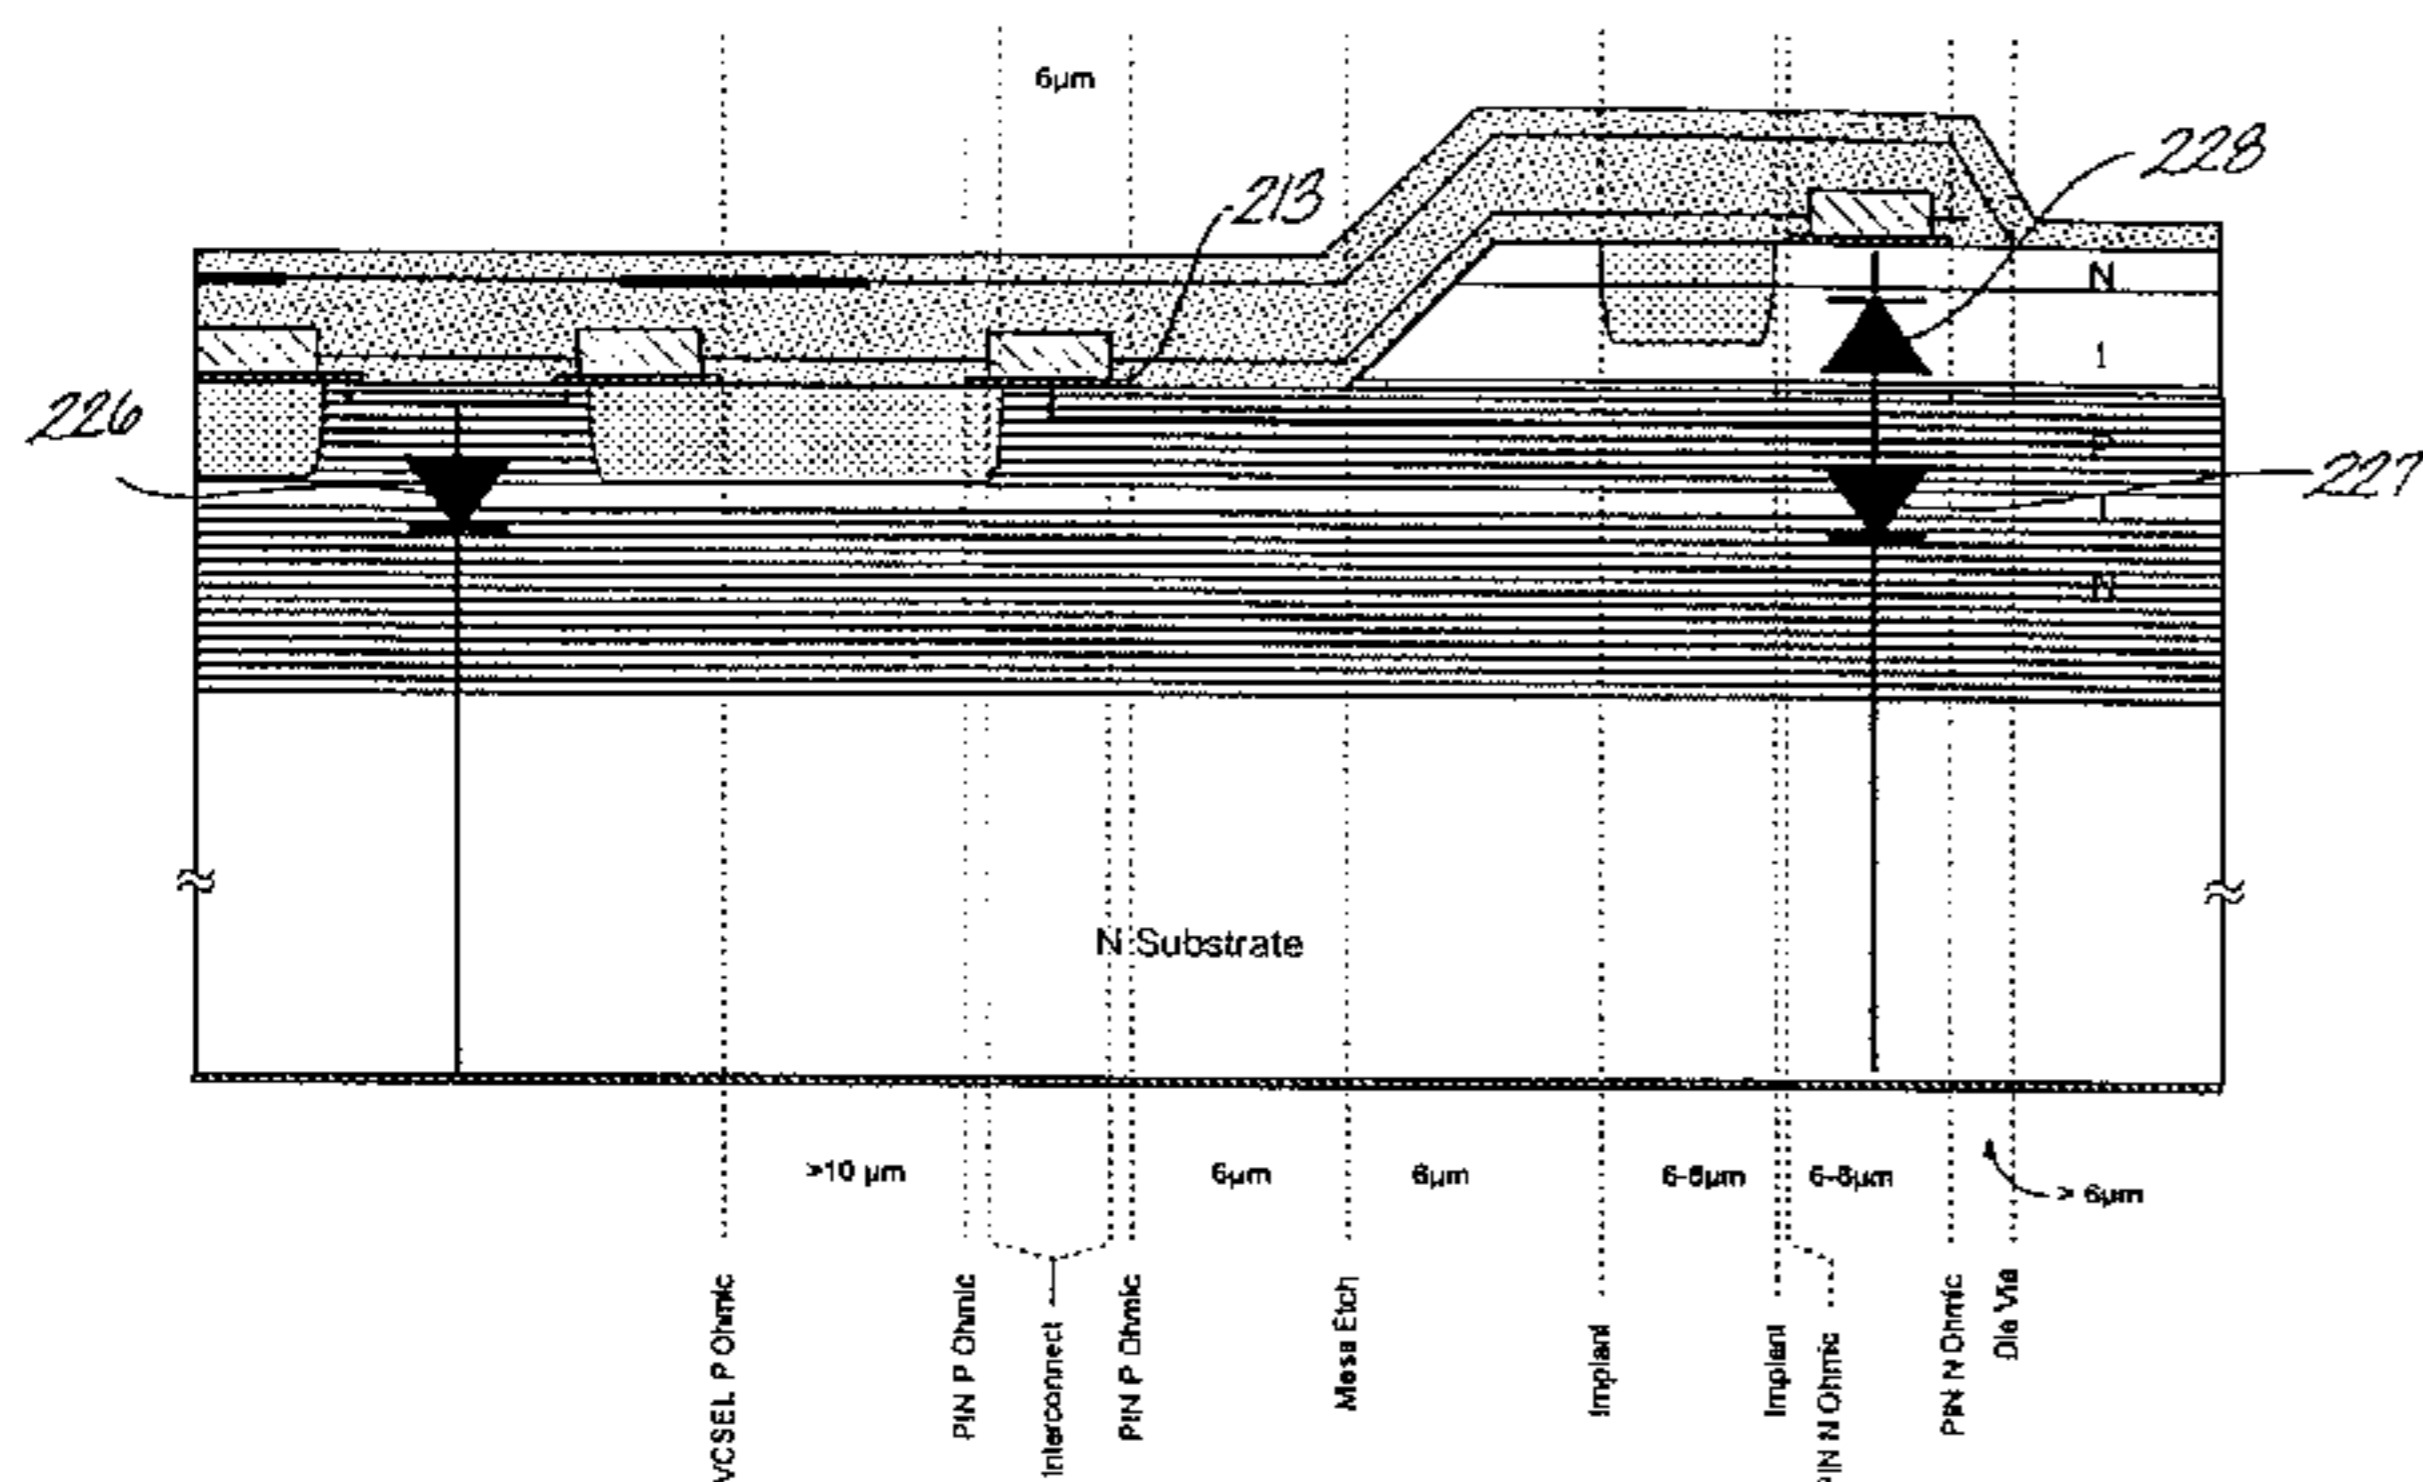 6µm
228
213
N
226
1
P
227
I
N
N Substrate
>10 µm
6µm
6µm
6-8µm
6-8µm
> 6µm
VCSEL P Ohmic
PIN P Ohmic
Interconnect
PIN P Ohmic
Mesa Etch
Implant
Implant
PIN N Ohmic
PIN N Ohmic
Die Via